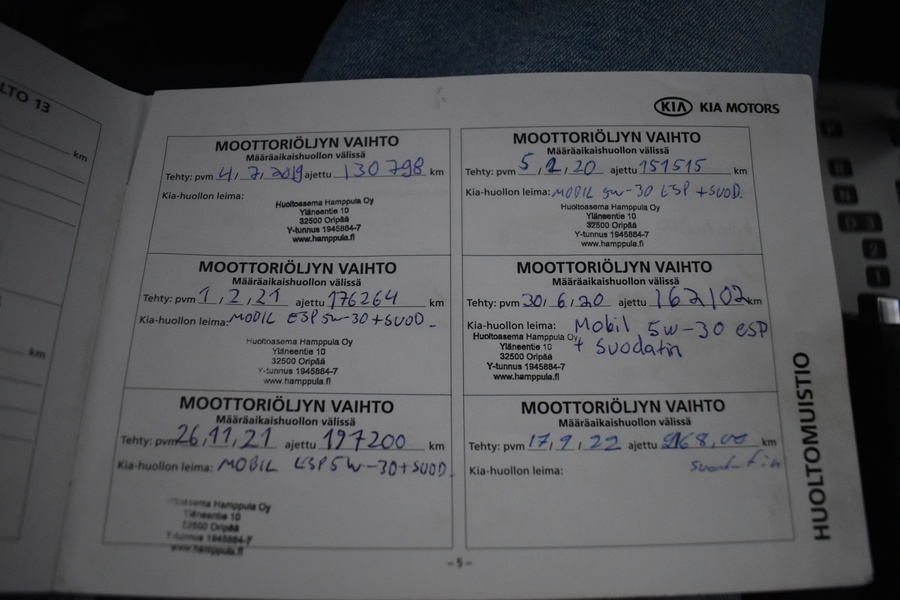 LTO 13
km
km
KIA KIA MOTORS
MOOTTORIÖLJYN VAIHTO
Määräaikaishuollon välissä
Tehty: pvm 4, 7, 2019 ajettu 130 798 km
Kia-huollon leima:
Huoltoasema Hamppula Oy
Yläneentie 10
32500 Oripää
Y-tunnus 1945884-7
www.hamppula.fi
MOOTTORIÖLJYN VAIHTO
Määräaikaishuollon välissä
Tehty: pvm 5, 2, 20 ajettu 151515 km
Kia-huollon leima: MOBIL 5W-30 ESP + SUOD.
Huoltoasema Hamppula Oy
Yläneentie 10
32500 Oripää
Y-tunnus 1945884-7
www.hamppula.fi
MOOTTORIÖLJYN VAIHTO
Määräaikaishuollon välissä
Tehty: pvm 1, 2, 21 ajettu 176264 km
Kia-huollon leima: MOBIL ESP 5W-30 + SUOD.
Huoltoasema Hamppula Oy
Yläneentie 10
32500 Oripää
Y-tunnus 1945884-7
www.hamppula.fi
MOOTTORIÖLJYN VAIHTO
Määräaikaishuollon välissä
Tehty: pvm 30, 6, 20 ajettu 162102 km
Kia-huollon leima: Mobil 5w-30 ESP
+ Suodatin
Huoltoasema Hamppula Oy
Yläneentie 10
32500 Oripää
Y-tunnus 1945884-7
www.hamppula.fi
MOOTTORIÖLJYN VAIHTO
Määräaikaishuollon välissä
Tehty: pvm 26, 11, 21 ajettu 197200 km
Kia-huollon leima: MOBIL ESP 5W-30 + SUOD.
Huoltoasema Hamppula Oy
Yläneentie 10
32500 Oripää
Y-tunnus 1945884-7
www.hamppula.fi
MOOTTORIÖLJYN VAIHTO
Määräaikaishuollon välissä
Tehty: pvm 17, 9, 22 ajettu km
Kia-huollon leima:
suodatin
HUOLTOMUISTIO
- 5 -
R
N
D
2
1